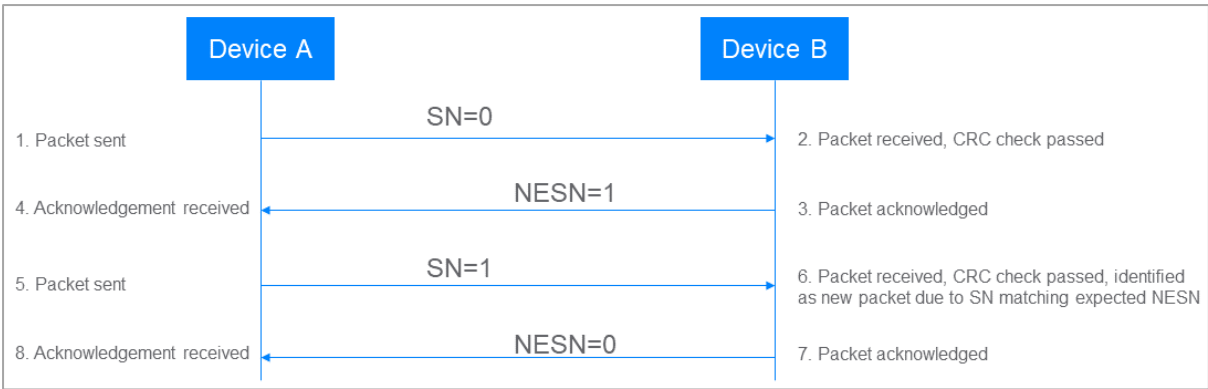 Device A
Device B
SN=0
1. Packet sent
2. Packet received, CRC check passed
NESN=1
4. Acknowledgement received
3. Packet acknowledged
SN=1
5. Packet sent
6. Packet received, CRC check passed, identified
as new packet due to SN matching expected NESN
NESN=0
8. Acknowledgement received
7. Packet acknowledged